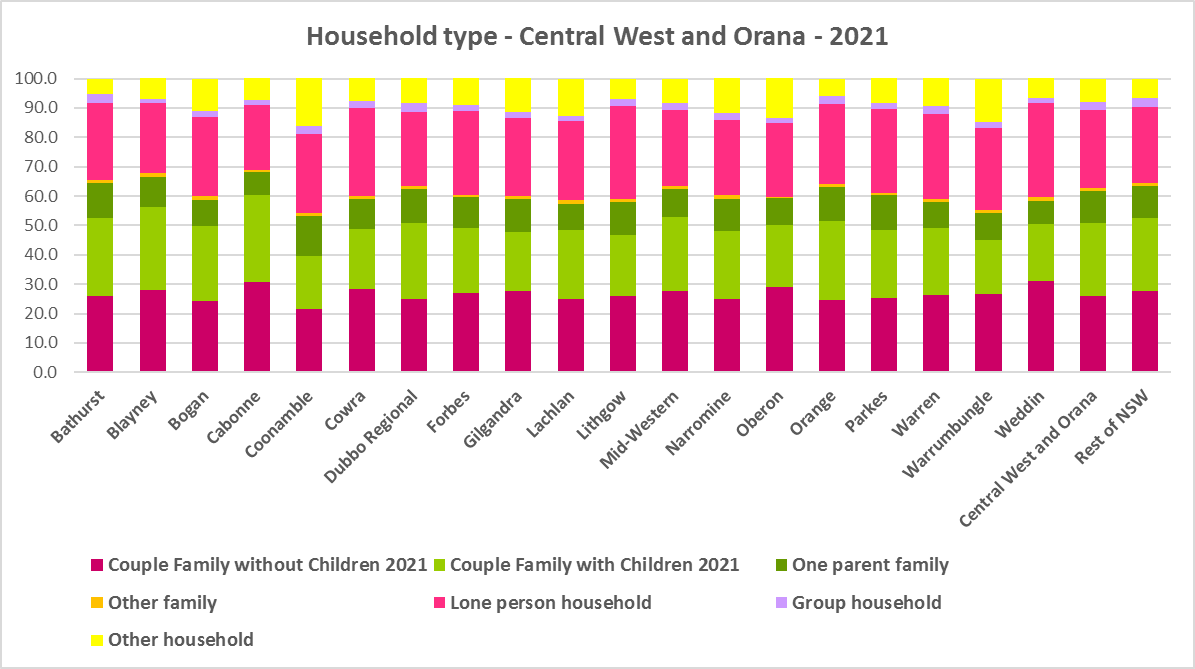 Household type - Central West and Orana - 2021
100.0
90.0
80.0
70.0
60.0
50.0
40.0
30.0
20.0
10.0
0.0
Bathurst
Blayney
Bogan
Cabonne
Coonamble
Cowra
Dubbo Regional
Forbes
Gilgandra
Lachlan
Lithgow
Mid-Western
Narromine
Oberon
Orange
Parkes
Warren
Warrumbungle
Weddin
Central West and Orana
Rest of NSW
Couple Family without Children 2021
Couple Family with Children 2021
One parent family
Other family
Lone person household
Group household
Other household